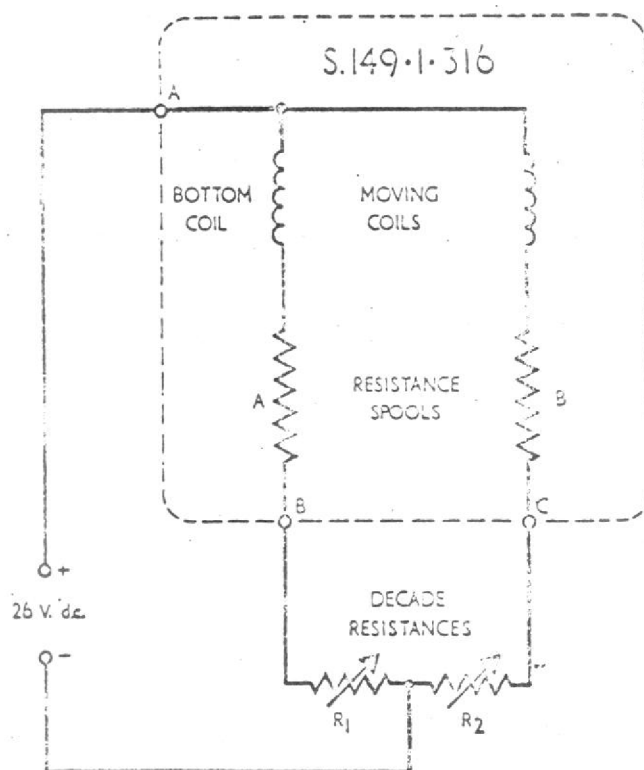 S.149.1.316
A
BOTTOM
COIL
MOVING
COILS
A
RESISTANCE
SPOOLS
B
B
C
+
26 V. d.c.
-
DECADE
RESISTANCES
R1
R2